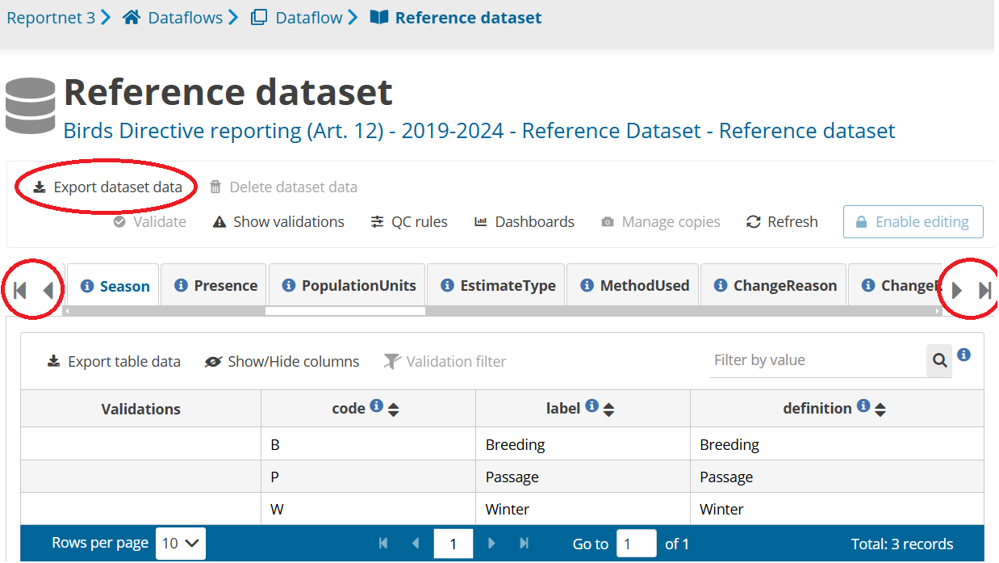 Reportnet 3 Dataflows Dataflow Reference dataset
Reference dataset
Birds Directive reporting (Art. 12) - 2019-2024 - Reference Dataset - Reference dataset
Export dataset data Delete dataset data
Validate Show validations QC rules Dashboards Manage copies Refresh Enable editing
Season Presence PopulationUnits EstimateType MethodUsed ChangeReason
Export table data Show/Hide columns Validation filter Filter by value
Validations code label definition
B Breeding Breeding
P Passage Passage
W Winter Winter
Rows per page 10 1 Go to 1 of 1 Total: 3 records